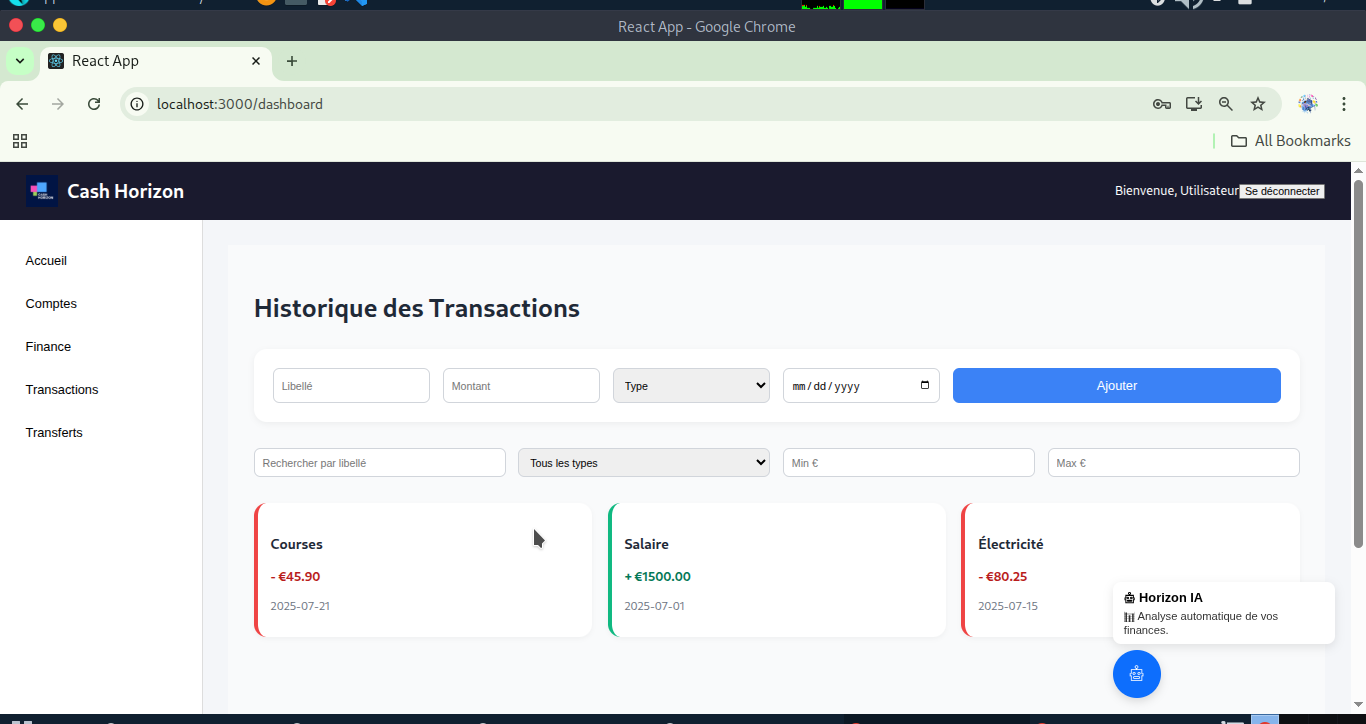 React App - Google Chrome
React App
localhost:3000/dashboard
All Bookmarks
Cash Horizon
Bienvenue, Utilisateur Se déconnecter
Accueil
Comptes
Finance
Transactions
Transferts
Historique des Transactions
Libellé Montant Type mm/dd/yyyy Ajouter
Rechercher par libellé Tous les types Min € Max €
Courses
- €45.90
2025-07-21
Salaire
+ €1500.00
2025-07-01
Électricité
- €80.25
2025-07-15
Horizon IA
Analyse automatique de vos
finances.